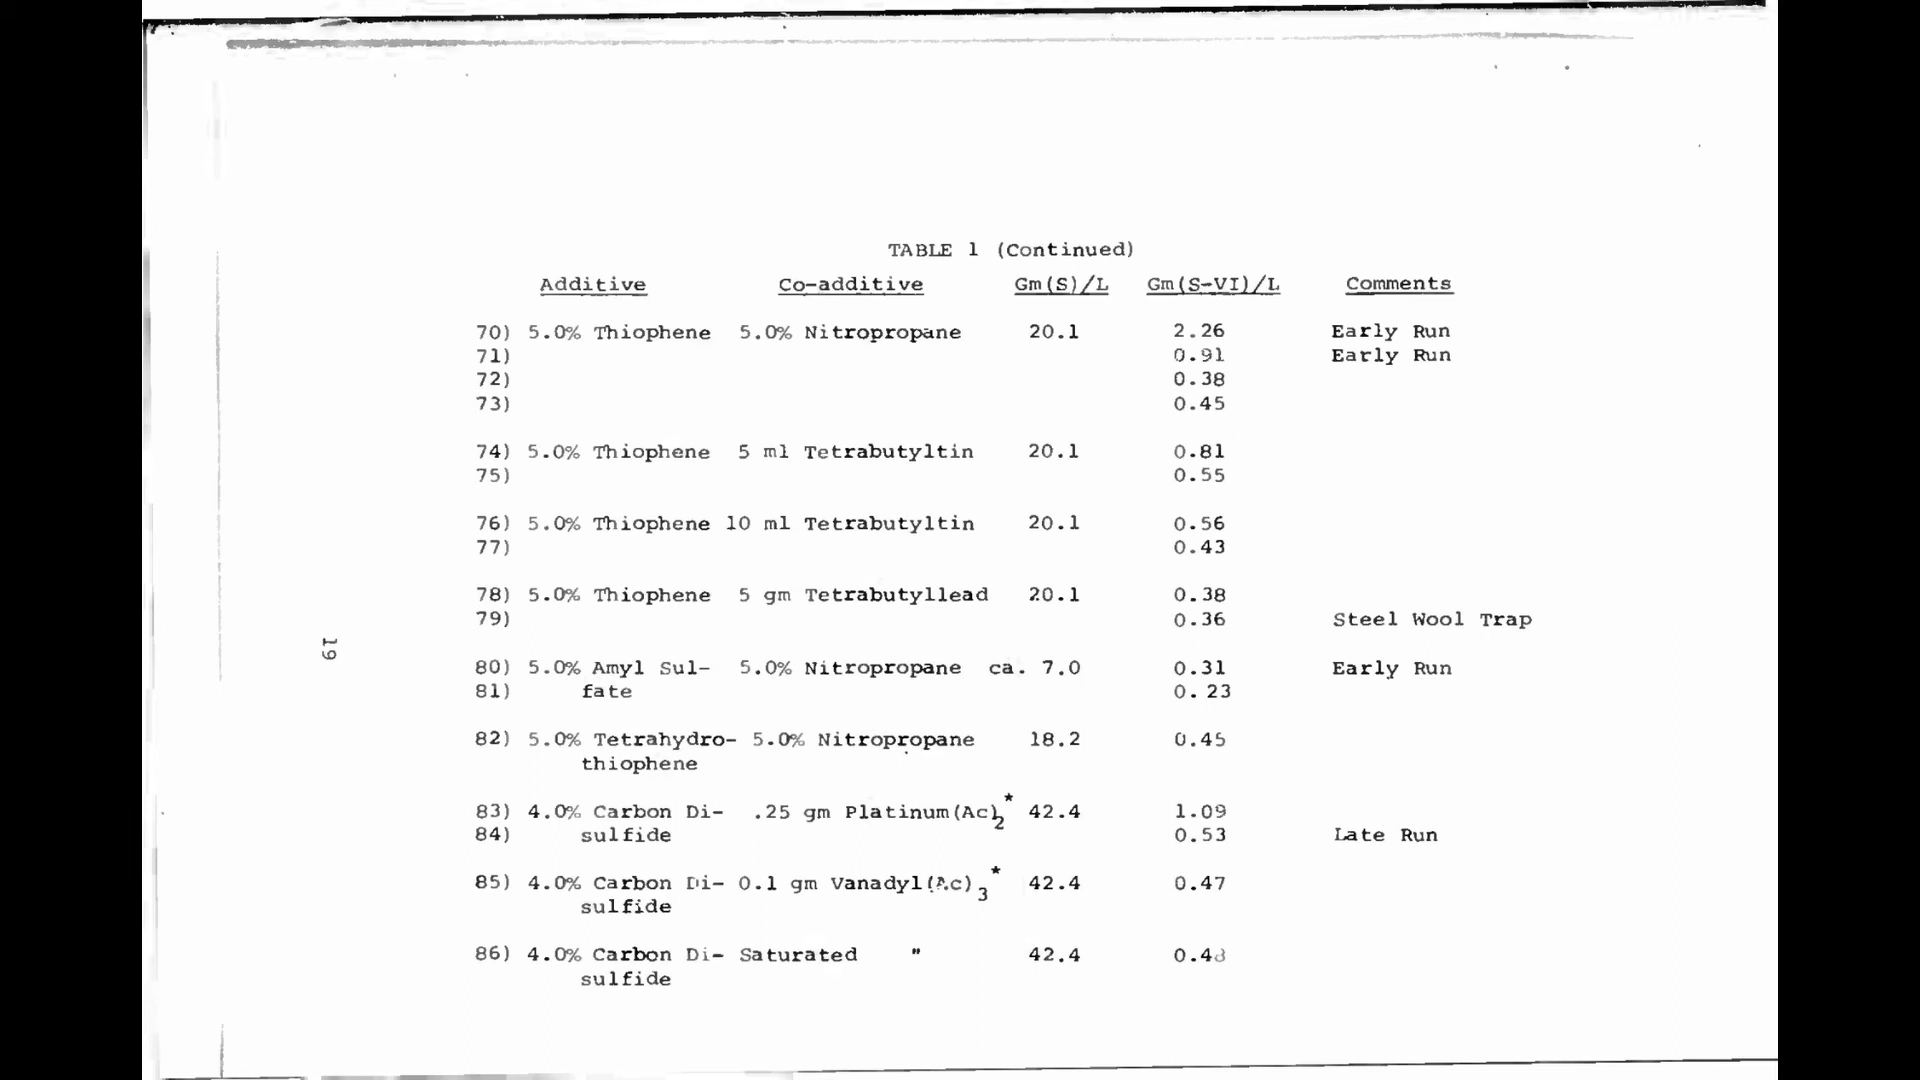 TABLE 1 (Continued)
Additive Co-additive Gm(S)/L Gm(S-VI)/L Comments
70) 5.0% Thiophene 5.0% Nitropropane 20.1 2.26 Early Run
71) 0.91 Early Run
72) 0.38
73) 0.45
74) 5.0% Thiophene 5 ml Tetrabutyltin 20.1 0.81
75) 0.55
76) 5.0% Thiophene 10 ml Tetrabutyltin 20.1 0.56
77) 0.43
78) 5.0% Thiophene 5 gm Tetrabutyllead 20.1 0.38
79) 0.36 Steel Wool Trap
80) 5.0% Amyl Sul- 5.0% Nitropropane ca. 7.0 0.31 Early Run
81) fate 0.23
82) 5.0% Tetrahydro- 5.0% Nitropropane 18.2 0.45
thiophene
83) 4.0% Carbon Di- .25 gm Platinum(Ac)2* 42.4 1.09
84) sulfide 0.53 Late Run
85) 4.0% Carbon Di- 0.1 gm Vanadyl(Ac)3* 42.4 0.47
sulfide
86) 4.0% Carbon Di- Saturated " 42.4
sulfide
19